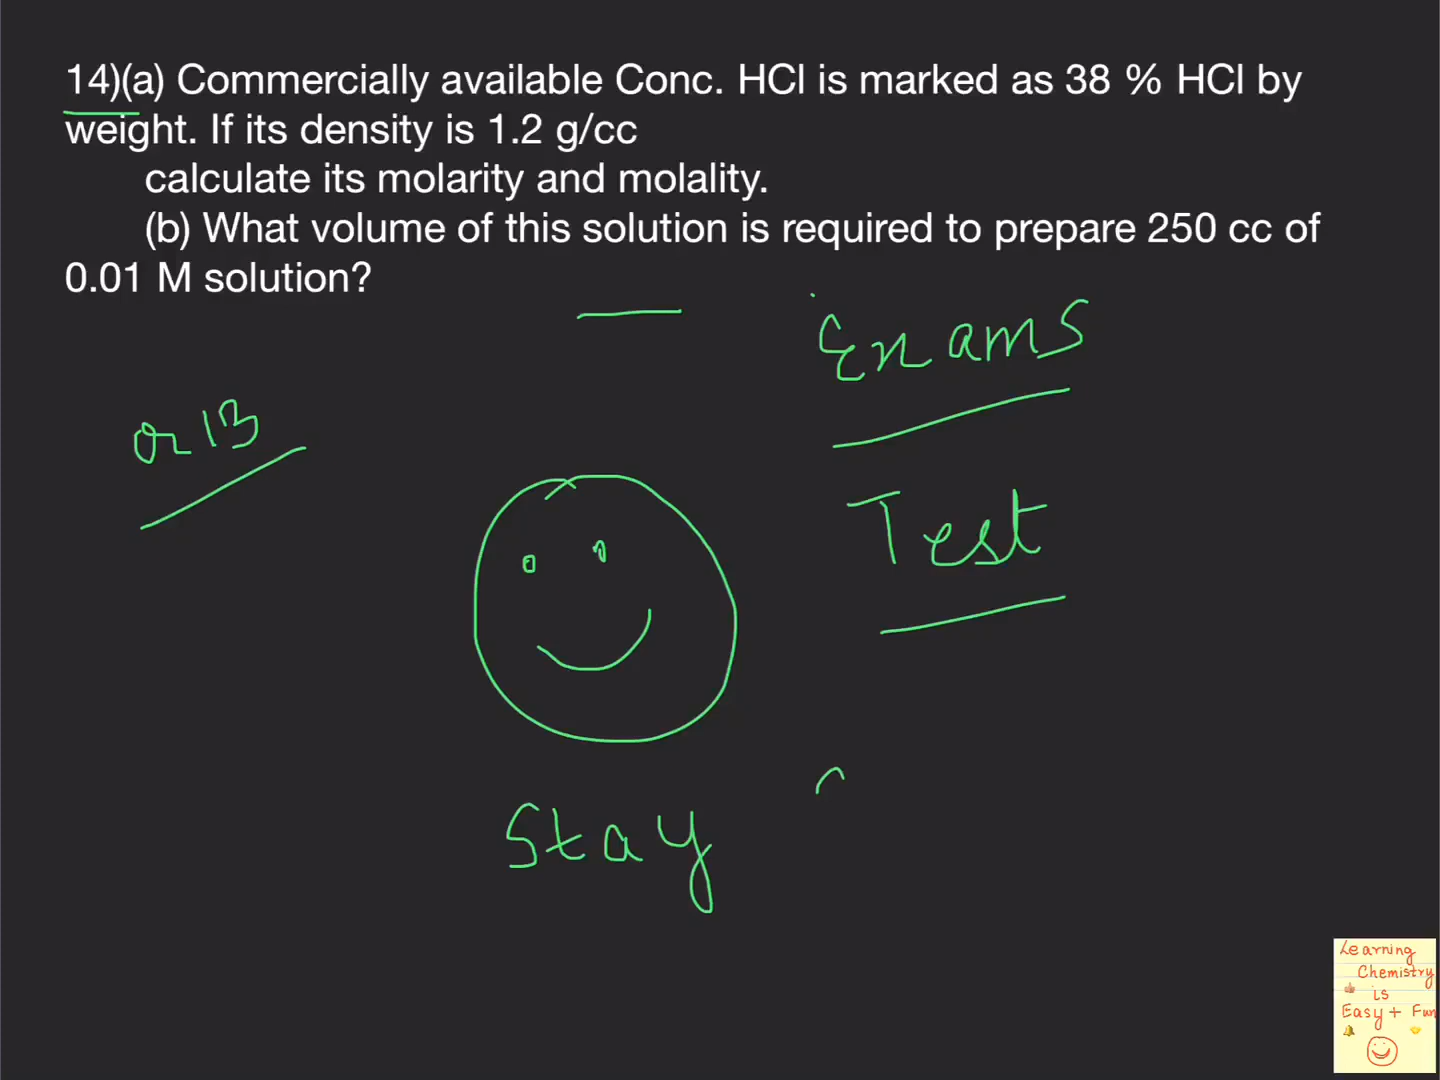 14)(a) Commercially available Conc. HCl is marked as 38 % HCl by
weight. If its density is 1.2 g/cc
calculate its molarity and molality.
(b) What volume of this solution is required to prepare 250 cc of
0.01 M solution?
Exams
or 13
Test
Stay
Learning
Chemistry
is
Easy + Fun